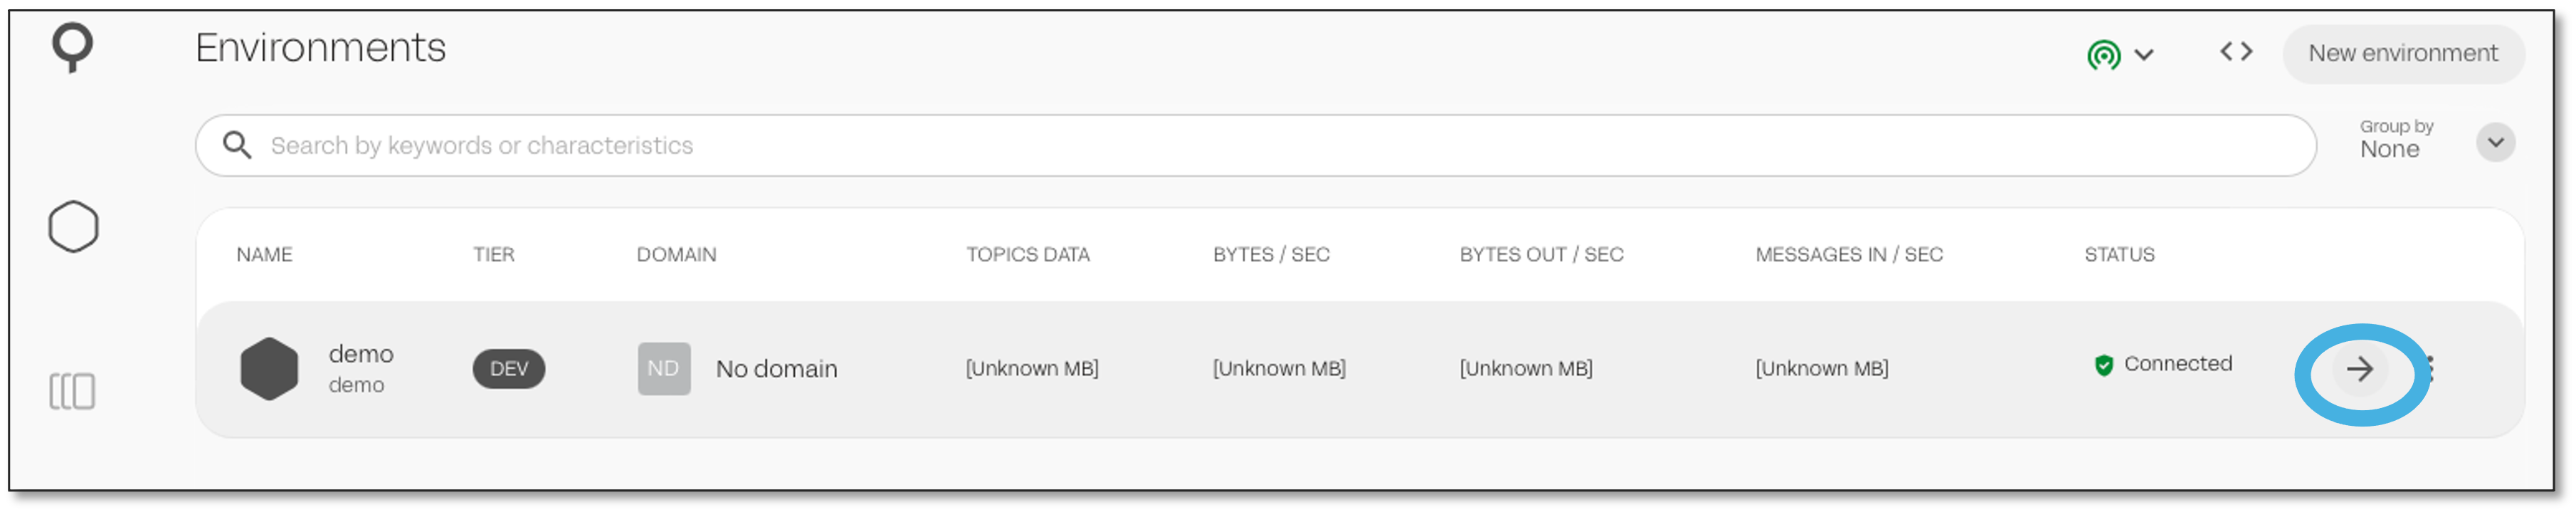 Environments
New environment
Search by keywords or characteristics
Group by
None
NAME TIER DOMAIN TOPICS DATA BYTES / SEC BYTES OUT / SEC MESSAGES IN / SEC STATUS
demo
demo
DEV
ND No domain [Unknown MB] [Unknown MB] [Unknown MB] [Unknown MB] Connected